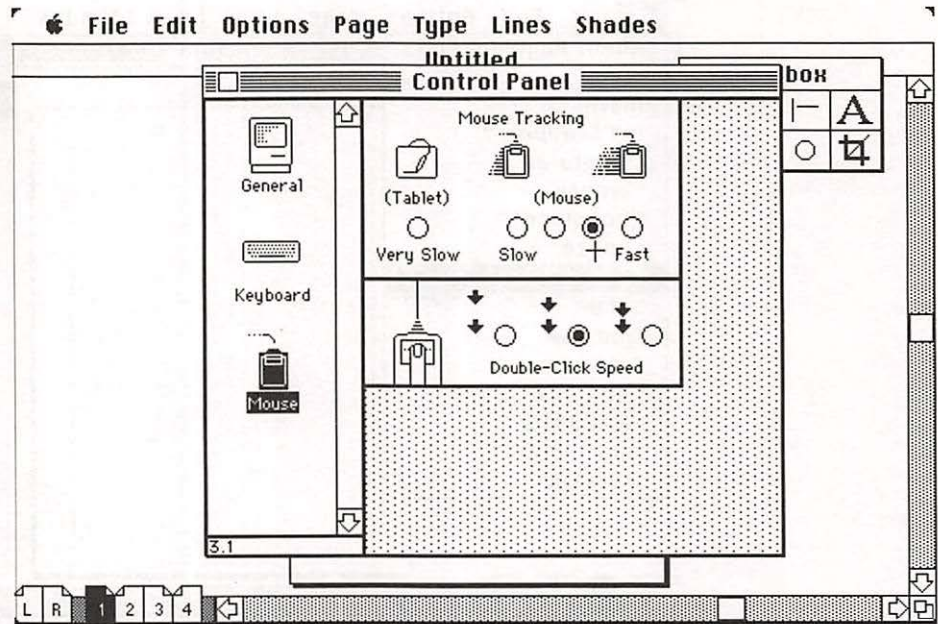 File Edit Options Page Type Lines Shades
Untitled
Control Panel
box
A
General
Keyboard
Mouse
3.1
Mouse Tracking
(Tablet) (Mouse)
Very Slow Slow Fast
Double-Click Speed
L R 1 2 3 4